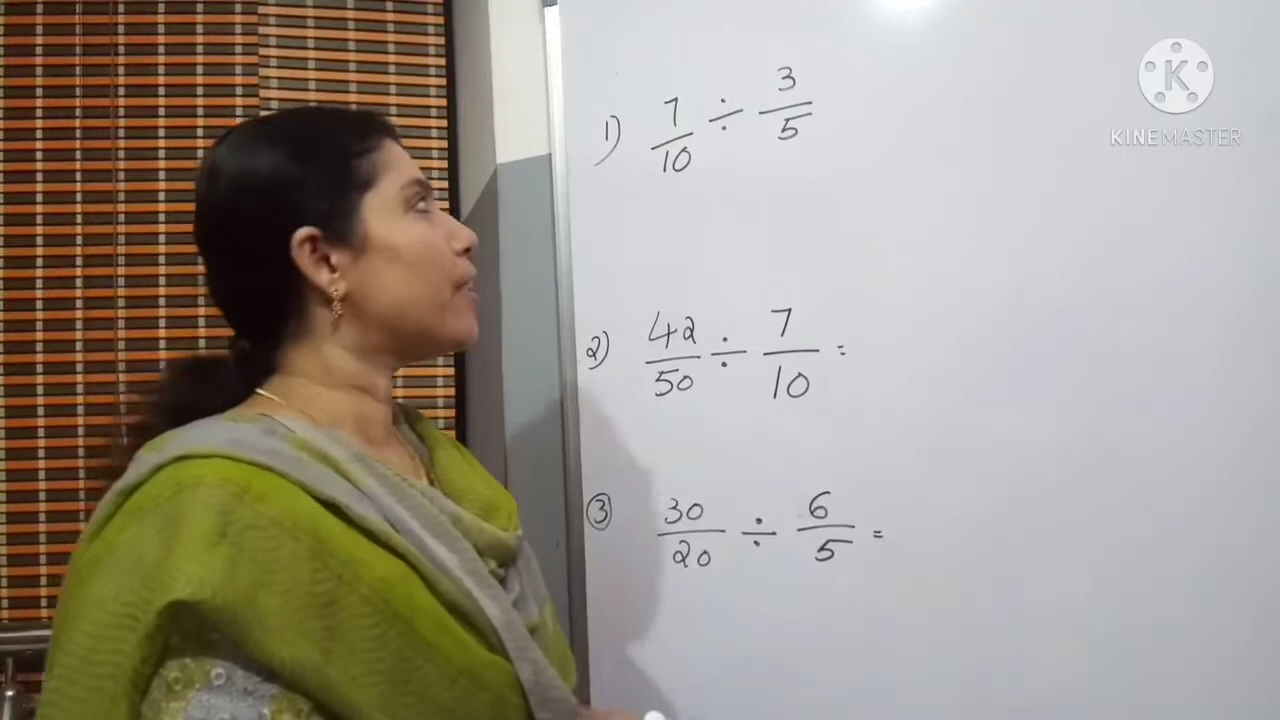 K
KINEMASTER
1) 7/10 ÷ 3/5
2) 42/50 ÷ 7/10 =
③ 30/20 ÷ 6/5 =